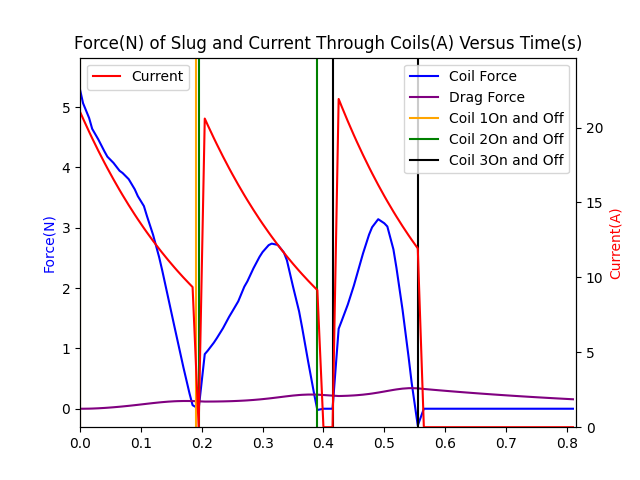 Force(N) of Slug and Current Through Coils(A) Versus Time(s)
Current
Coil Force
Drag Force
Coil 1On and Off
Coil 2On and Off
Coil 3On and Off
Force(N)
Current(A)
5
4
3
2
1
0
20
15
10
5
0
0.0 0.1 0.2 0.3 0.4 0.5 0.6 0.7 0.8